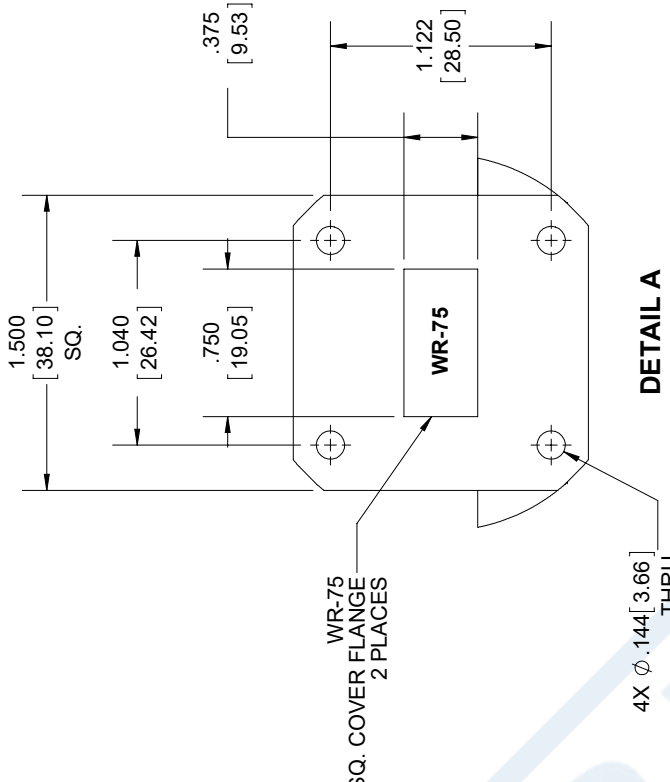 .375
[ 9.53 ]
1.122
[ 28.50 ]
1.500
[ 38.10 ]
SQ.
1.040
[ 26.42 ]
.750
[ 19.05 ]
WR-75
WR-75
SQ. COVER FLANGE
2 PLACES
DETAIL A
4X Ø .144 [ 3.66 ]
THRU